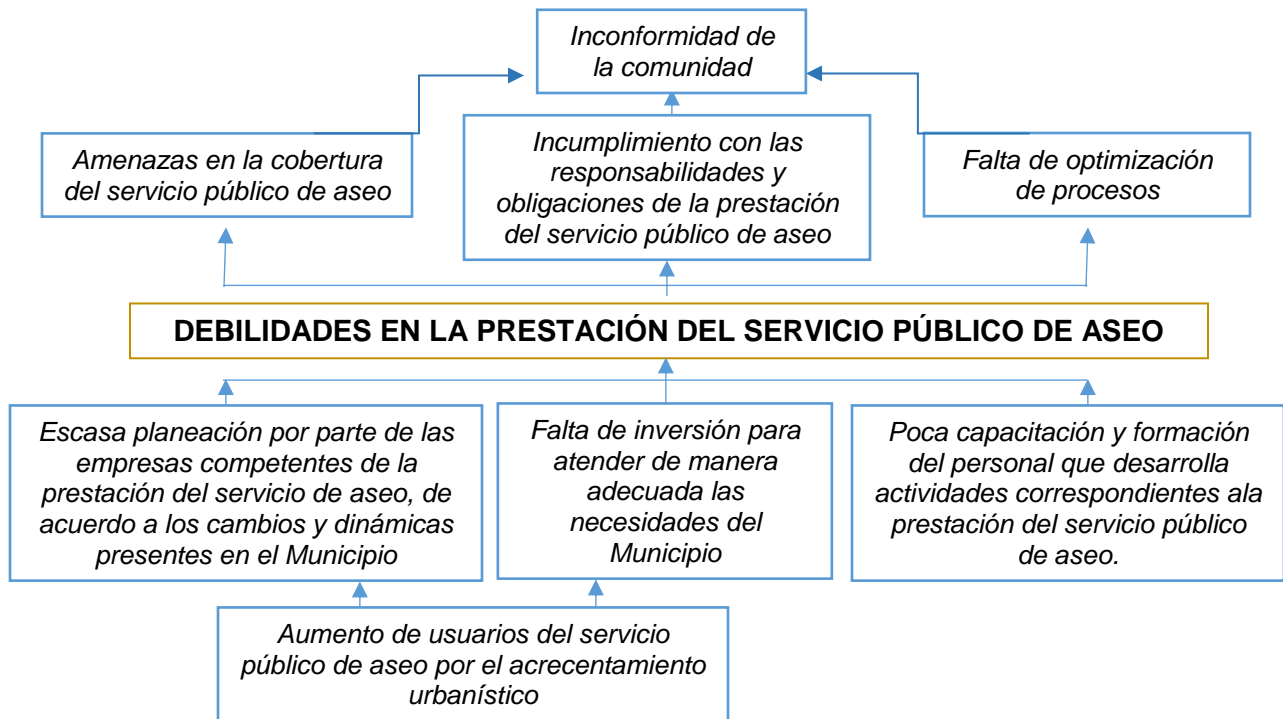 Inconformidad de
la comunidad
Amenazas en la cobertura
del servicio público de aseo
Incumplimiento con las
responsabilidades y
obligaciones de la prestación
del servicio público de aseo
Falta de optimización
de procesos
DEBILIDADES EN LA PRESTACIÓN DEL SERVICIO PÚBLICO DE ASEO
Escasa planeación por parte de las
empresas competentes de la
prestación del servicio de aseo, de
acuerdo a los cambios y dinámicas
presentes en el Municipio
Falta de inversión para
atender de manera
adecuada las
necesidades del
Municipio
Poca capacitación y formación
del personal que desarrolla
actividades correspondientes ala
prestación del servicio público
de aseo.
Aumento de usuarios del servicio
público de aseo por el acrecentamiento
urbanístico